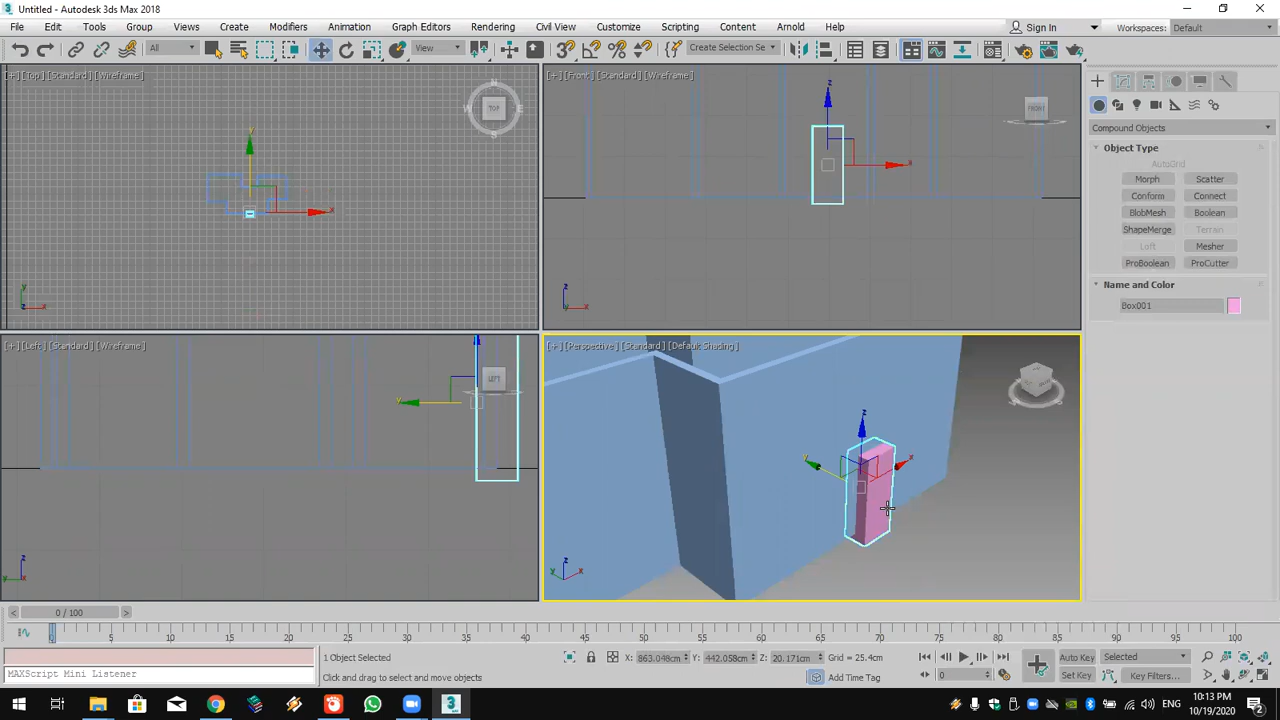 Untitled - Autodesk 3ds Max 2018
File Edit Tools Group Views Create Modifiers Animation Graph Editors Rendering Civil View Customize Scripting Content Arnold Help Sign In Workspaces: Default
All View Create Selection Se
[+] [Top] [Standard] [Wireframe]
[+] [Front] [Standard] [Wireframe]
N
W TOP E
S
FRONT
y
x
z
x
y
z x
z
x
[+] [Left] [Standard] [Wireframe]
[+] [Perspective] [Standard] [Default Shading]
LEFT
y
z
y
z
y x
z
y x
Compound Objects
Object Type
AutoGrid
Morph Scatter
Conform Connect
BlobMesh Boolean
ShapeMerge Terrain
Loft Mesher
ProBoolean ProCutter
Name and Color
Box001
0 / 100
0 5 10 15 20 25 30 35 40 45 50 55 60 65 70 75 80 85 90 95 100
1 Object Selected
X: 863.048cm Y: 442.058cm Z: 20.171cm Grid = 25.4cm
Auto Key Selected
MAXScript Mini Listener
Click and drag to select and move objects
Add Time Tag
0
Set Key Key Filters...
ENG
10:13 PM
10/19/2020